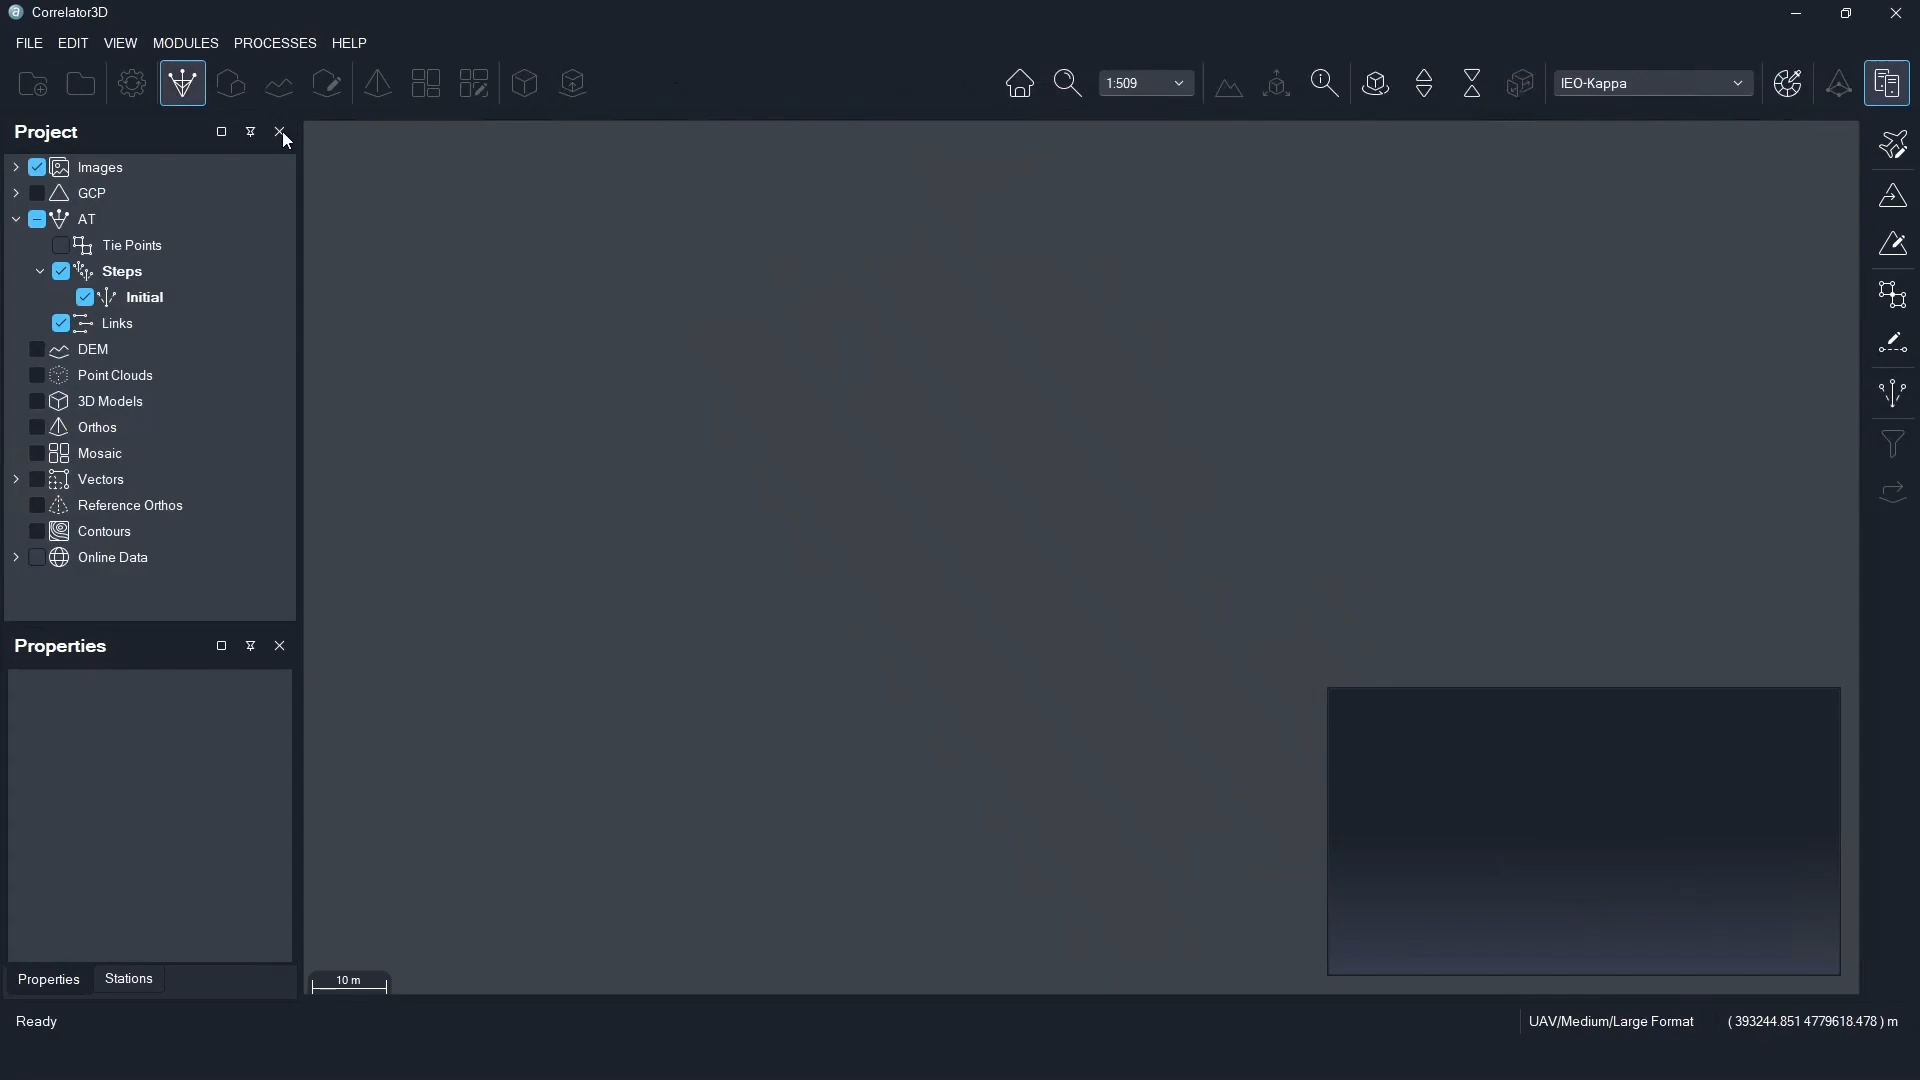 Correlator3D
FILE EDIT VIEW MODULES PROCESSES HELP
1:509
IEO-Kappa
Project
Images
GCP
AT
Tie Points
Steps
Initial
Links
DEM
Point Clouds
3D Models
Orthos
Mosaic
Vectors
Reference Orthos
Contours
Online Data
Properties
10 m
Properties Stations
Ready
UAV/Medium/Large Format ( 393244.851 4779618.478 ) m